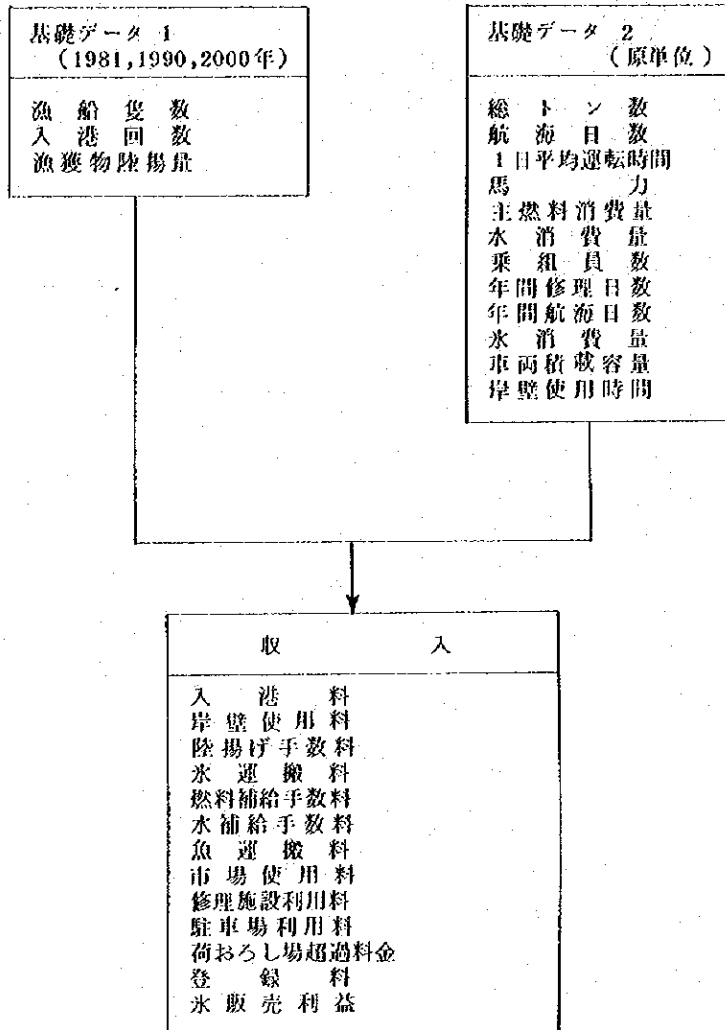 基礎データ 1
(1981,1990,2000年)
漁船隻数
入港回数
漁獲物陸揚量
基礎データ 2
(原単位)
総トン数
航海日数
1日平均運転時間
馬力
主燃料消費量
水消費量
乗組員数
年間修理日数
年間航海日数
氷消費量
車両積載容量
岸壁使用時間
収入
入港料
岸壁使用料
陸揚げ手数料
氷運搬料
燃料補給手数料
水補給手数料
魚運搬料
市場使用料
修理施設利用料
駐車場利用料
荷おろし場超過料金
登録料
氷販売利益